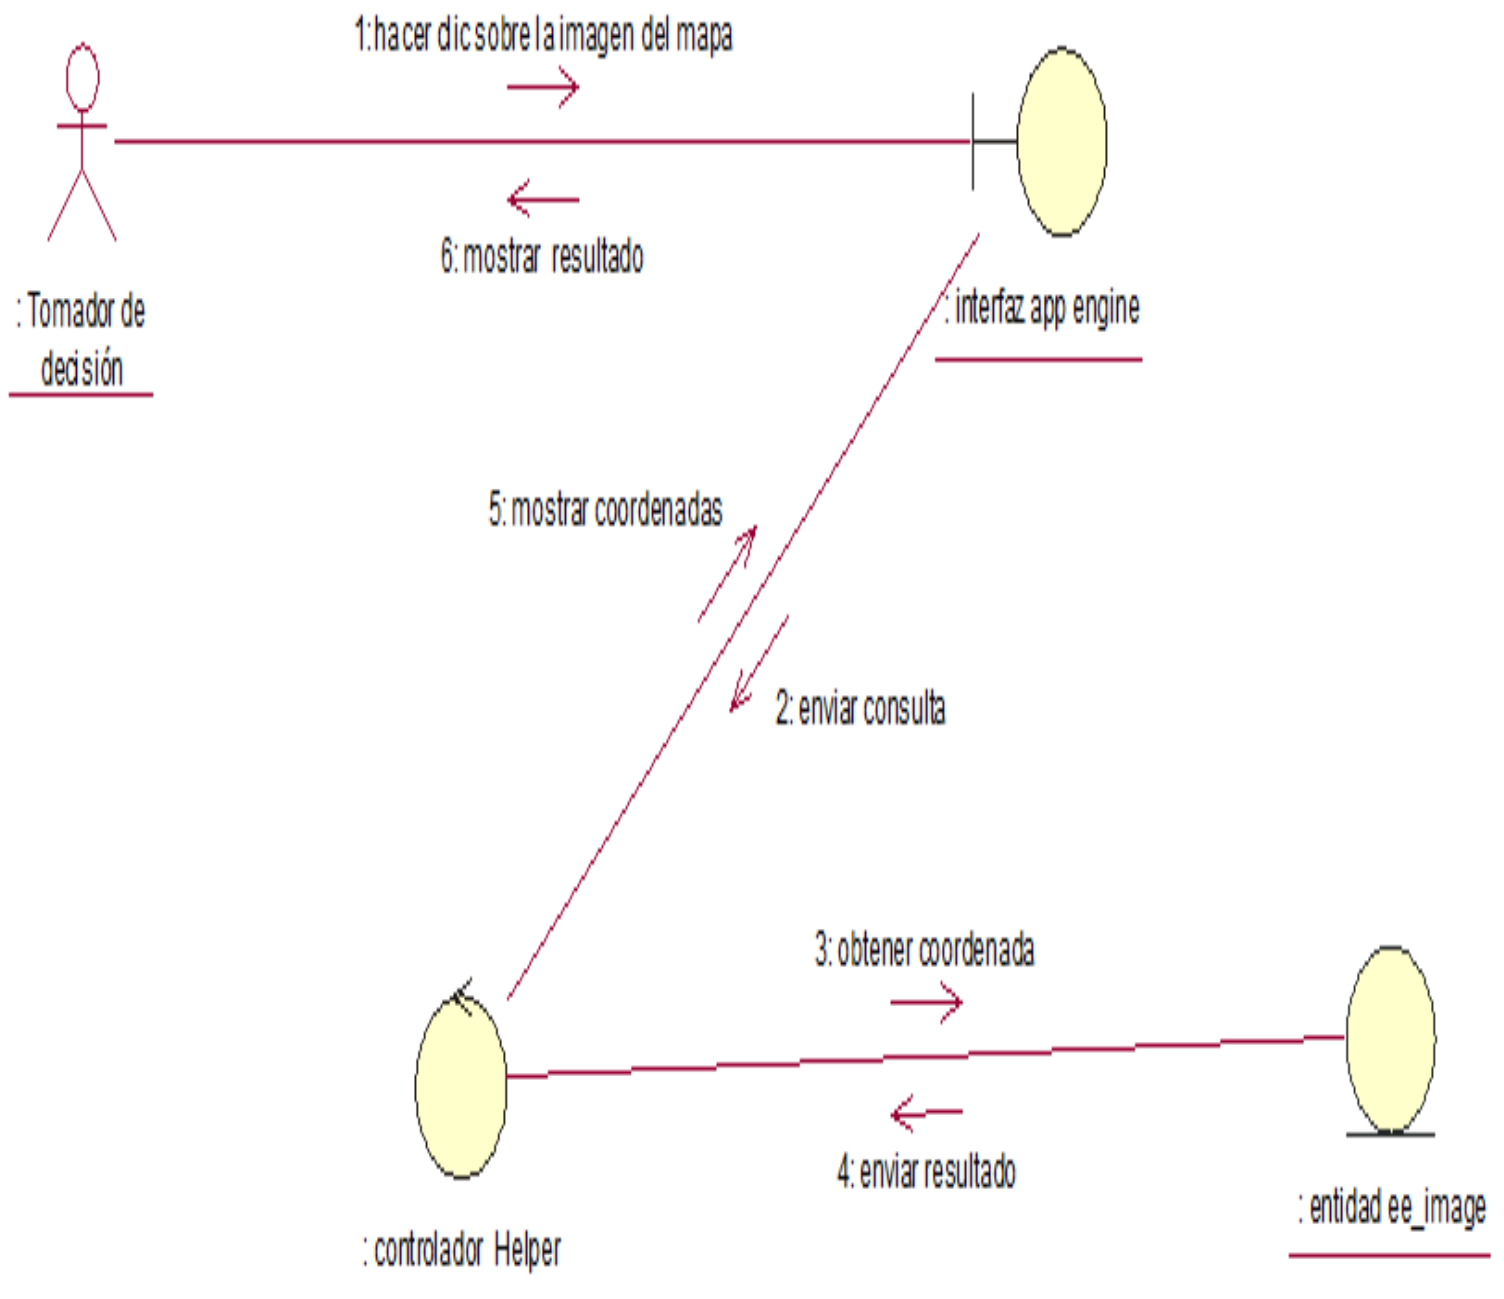 1: hacer clic sobre la imagen del mapa
6: mostrar resultado
: Tomador de
decisión
: interfaz app engine
5: mostrar coordenadas
2: enviar consulta
3: obtener coordenada
4: enviar resultado
: entidad ee_image
: controlador Helper